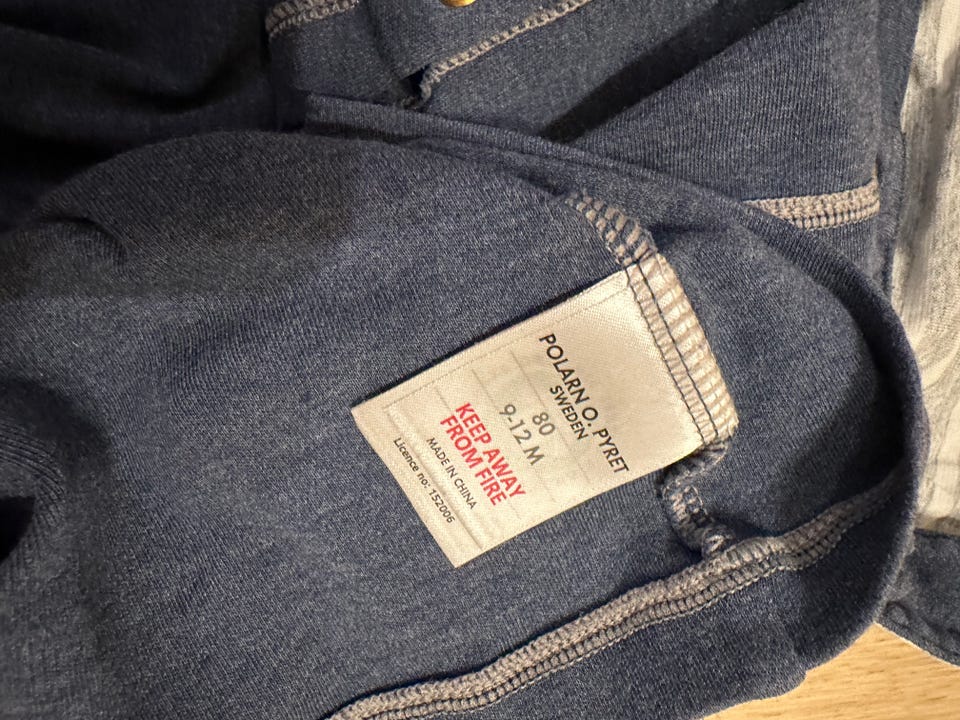 POLARN O. PYRET
SWEDEN
80
9-12 M
KEEP AWAY
FROM FIRE
MADE IN CHINA
Licence no: 152006